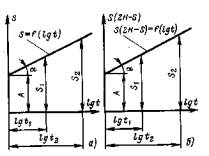 S
S=f(lgt)
α
A
S₁
S₂
lgt
lgt₁
lgt₂
а)
S(2H-S)
S(2H-S)=f(lgt)
α
A
S₁
S₂
lgt
lgt₁
lgt₂
б)